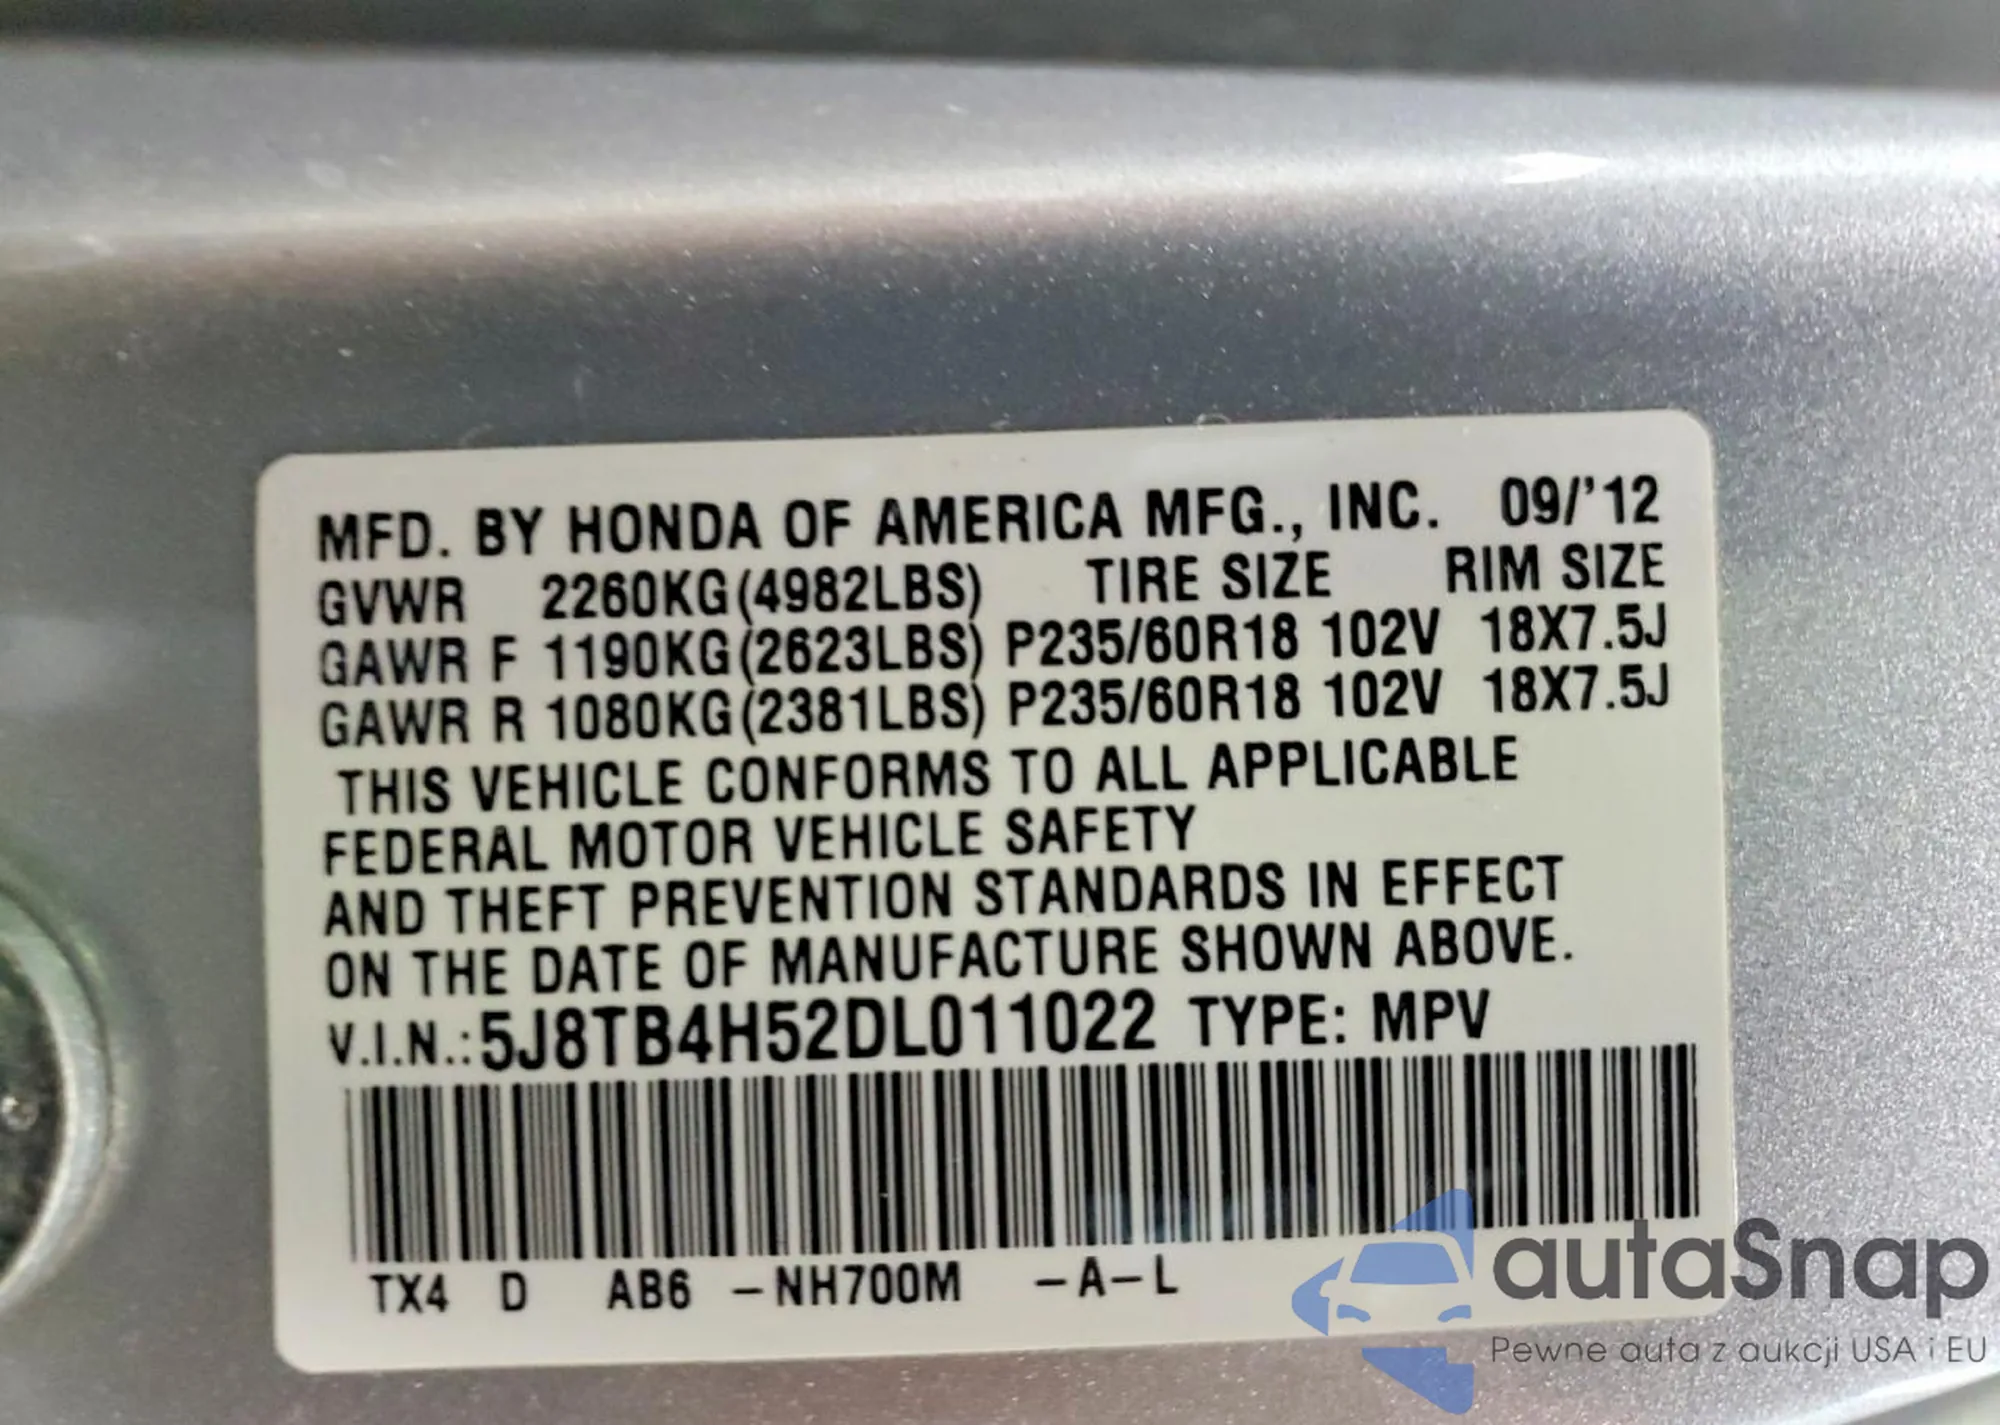 MFD. BY HONDA OF AMERICA MFG., INC. 09/'12
GVWR 2260KG(4982LBS) TIRE SIZE RIM SIZE
GAWR F 1190KG(2623LBS) P235/60R18 102V 18X7.5J
GAWR R 1080KG(2381LBS) P235/60R18 102V 18X7.5J
THIS VEHICLE CONFORMS TO ALL APPLICABLE
FEDERAL MOTOR VEHICLE SAFETY
AND THEFT PREVENTION STANDARDS IN EFFECT
ON THE DATE OF MANUFACTURE SHOWN ABOVE.
V.I.N.: 5J8TB4H52DL011022 TYPE: MPV
TX4 D AB6 -NH700M -A-L
autaSnap
Pewne auta z aukcji USA i EU